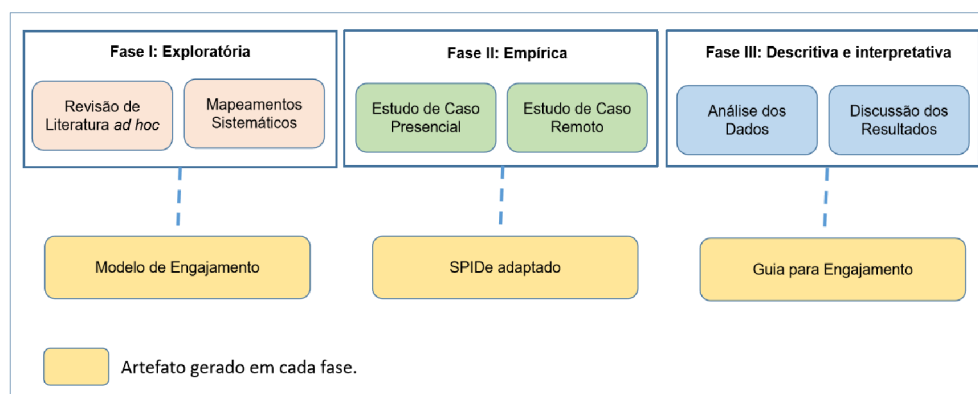 Fase I: Exploratória
Revisão de
Literatura ad hoc
Mapeamentos
Sistemáticos
Fase II: Empírica
Estudo de Caso
Presencial
Estudo de Caso
Remoto
Fase III: Descritiva e interpretativa
Análise dos
Dados
Discussão dos
Resultados
Modelo de Engajamento
SPIDe adaptado
Guia para Engajamento
Artefato gerado em cada fase.